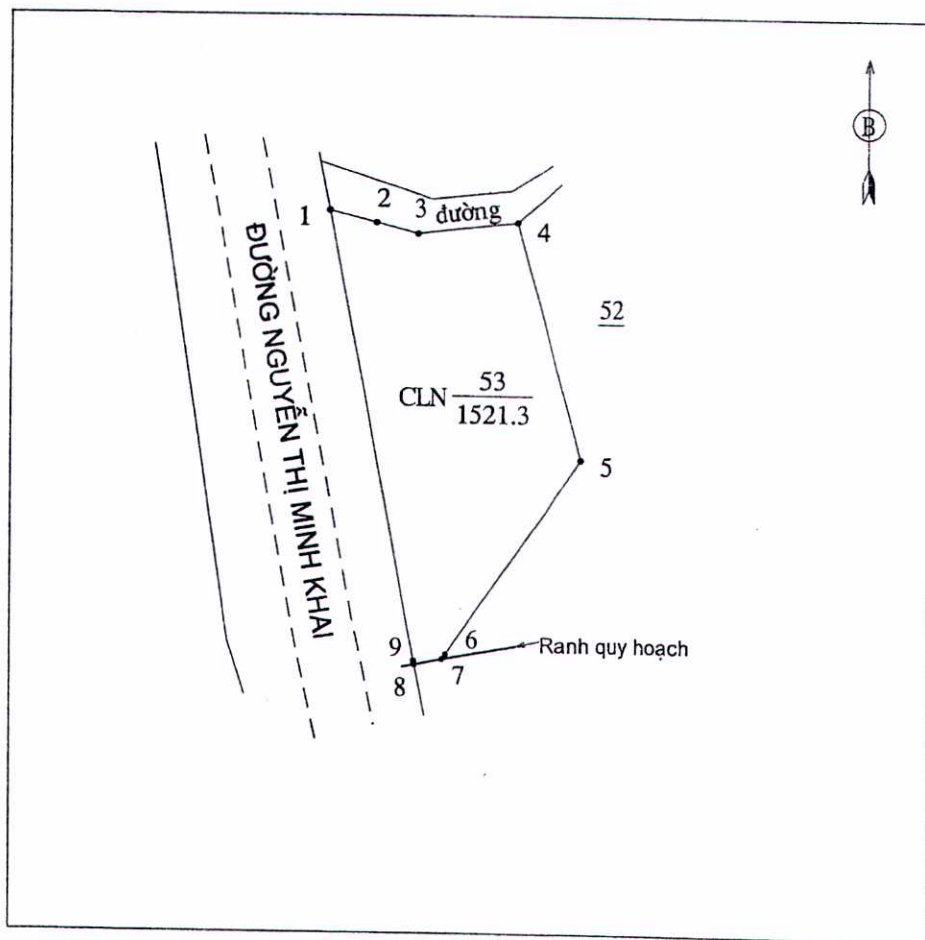 B
1
2
3
đường
4
ĐƯỜNG NGUYỄN THỊ MINH KHAI
52
CLN 53
1521.3
5
9
6
Ranh quy hoạch
8
7